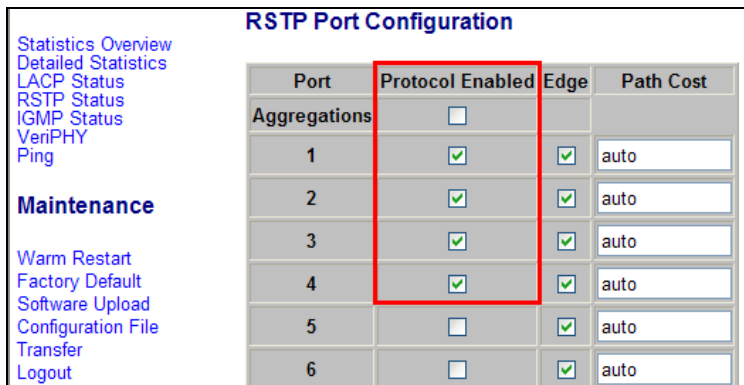 Statistics Overview
Detailed Statistics
LACP Status
RSTP Status
IGMP Status
VeriPHY
Ping
Maintenance
Warm Restart
Factory Default
Software Upload
Configuration File
Transfer
Logout
RSTP Port Configuration
Port Protocol Enabled Edge Path Cost
Aggregations
1 auto
2 auto
3 auto
4 auto
5 auto
6 auto